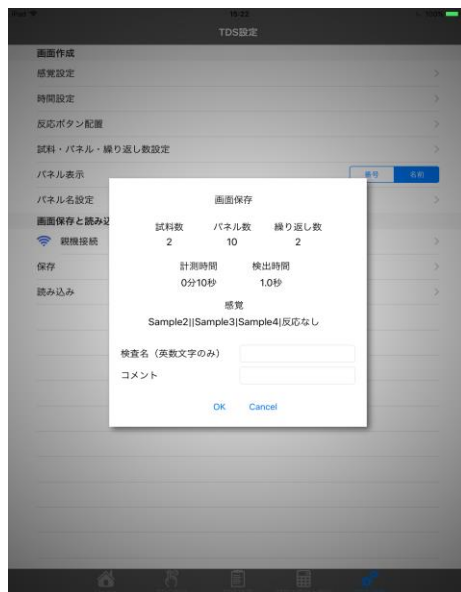 iPad
15:22
100%
TDS設定
画面作成
感覚設定
時間設定
反応ボタン配置
試料・パネル・繰り返し数設定
パネル表示
番号 名前
パネル名設定
画面保存と読み込
親機接続
保存
読み込み
画面保存
試料数 パネル数 繰り返し数
2 10 2
計測時間 検出時間
0分10秒 1.0秒
感覚
Sample2||Sample3|Sample4|反応なし
検査名（英数文字のみ）
コメント
OK Cancel